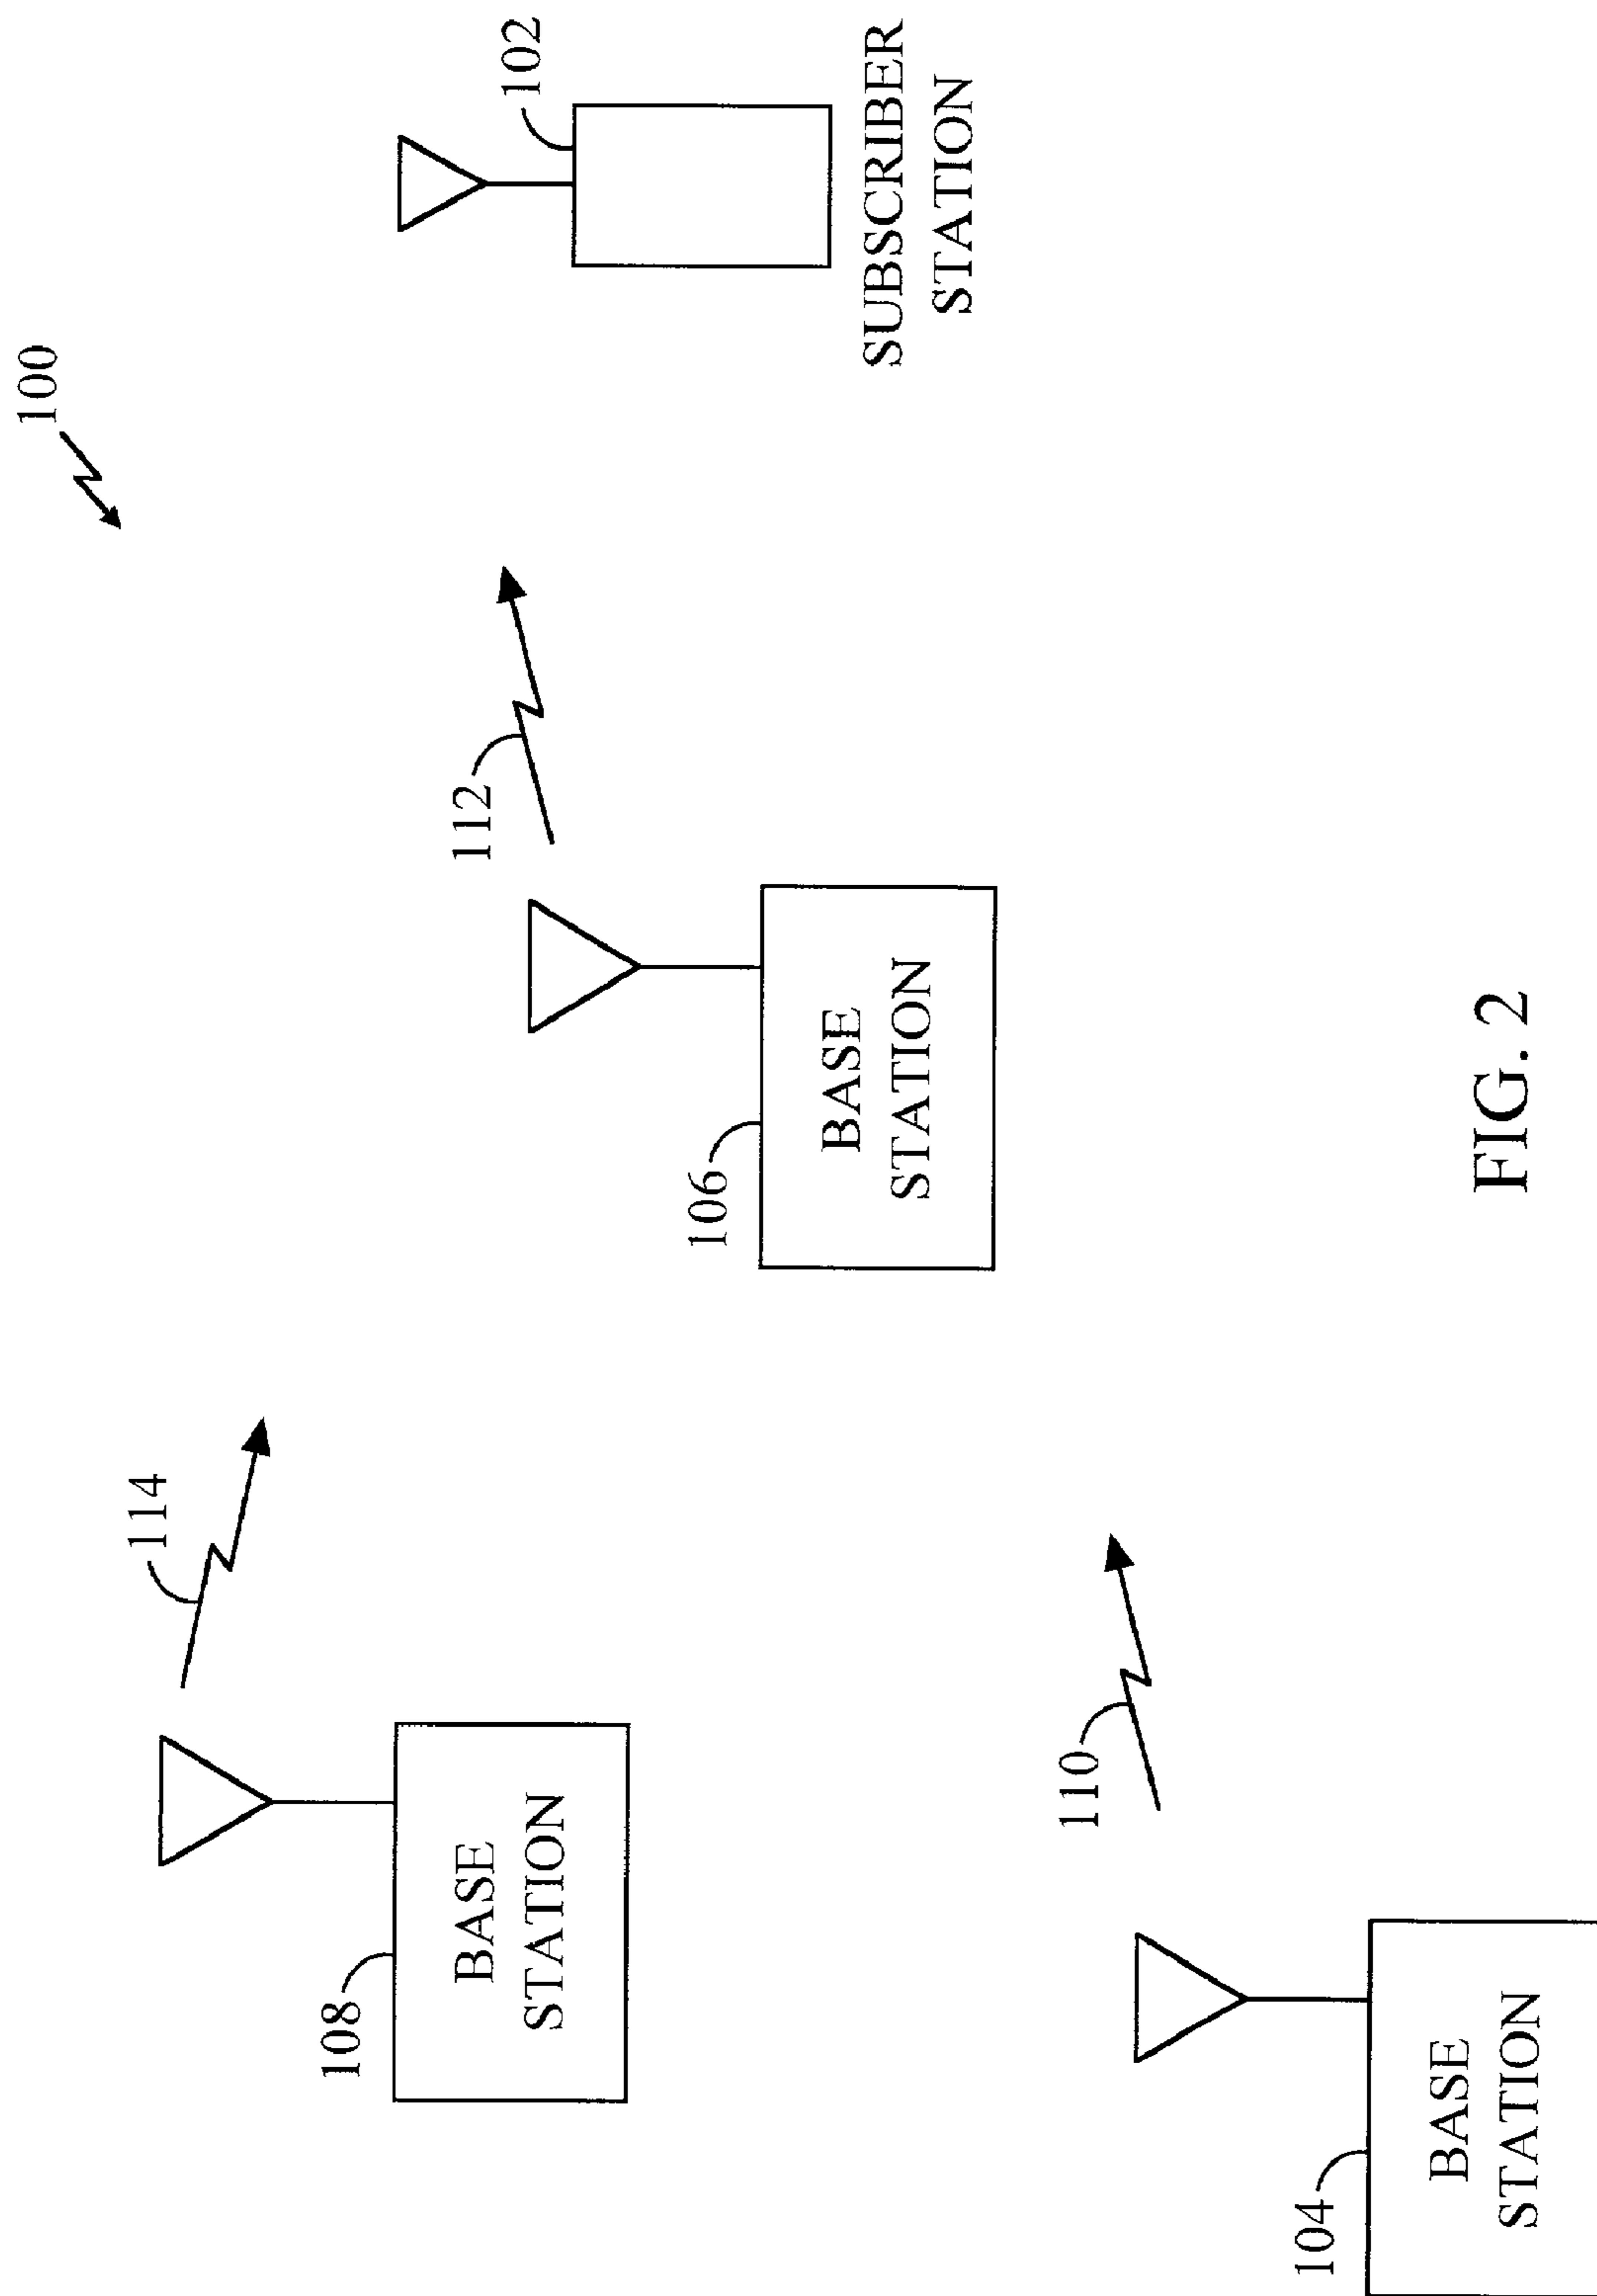 100
114
112
102
108
BASE
STATION
106
BASE
STATION
SUBSCRIBER
STATION
110
104
BASE
STATION
FIG. 2